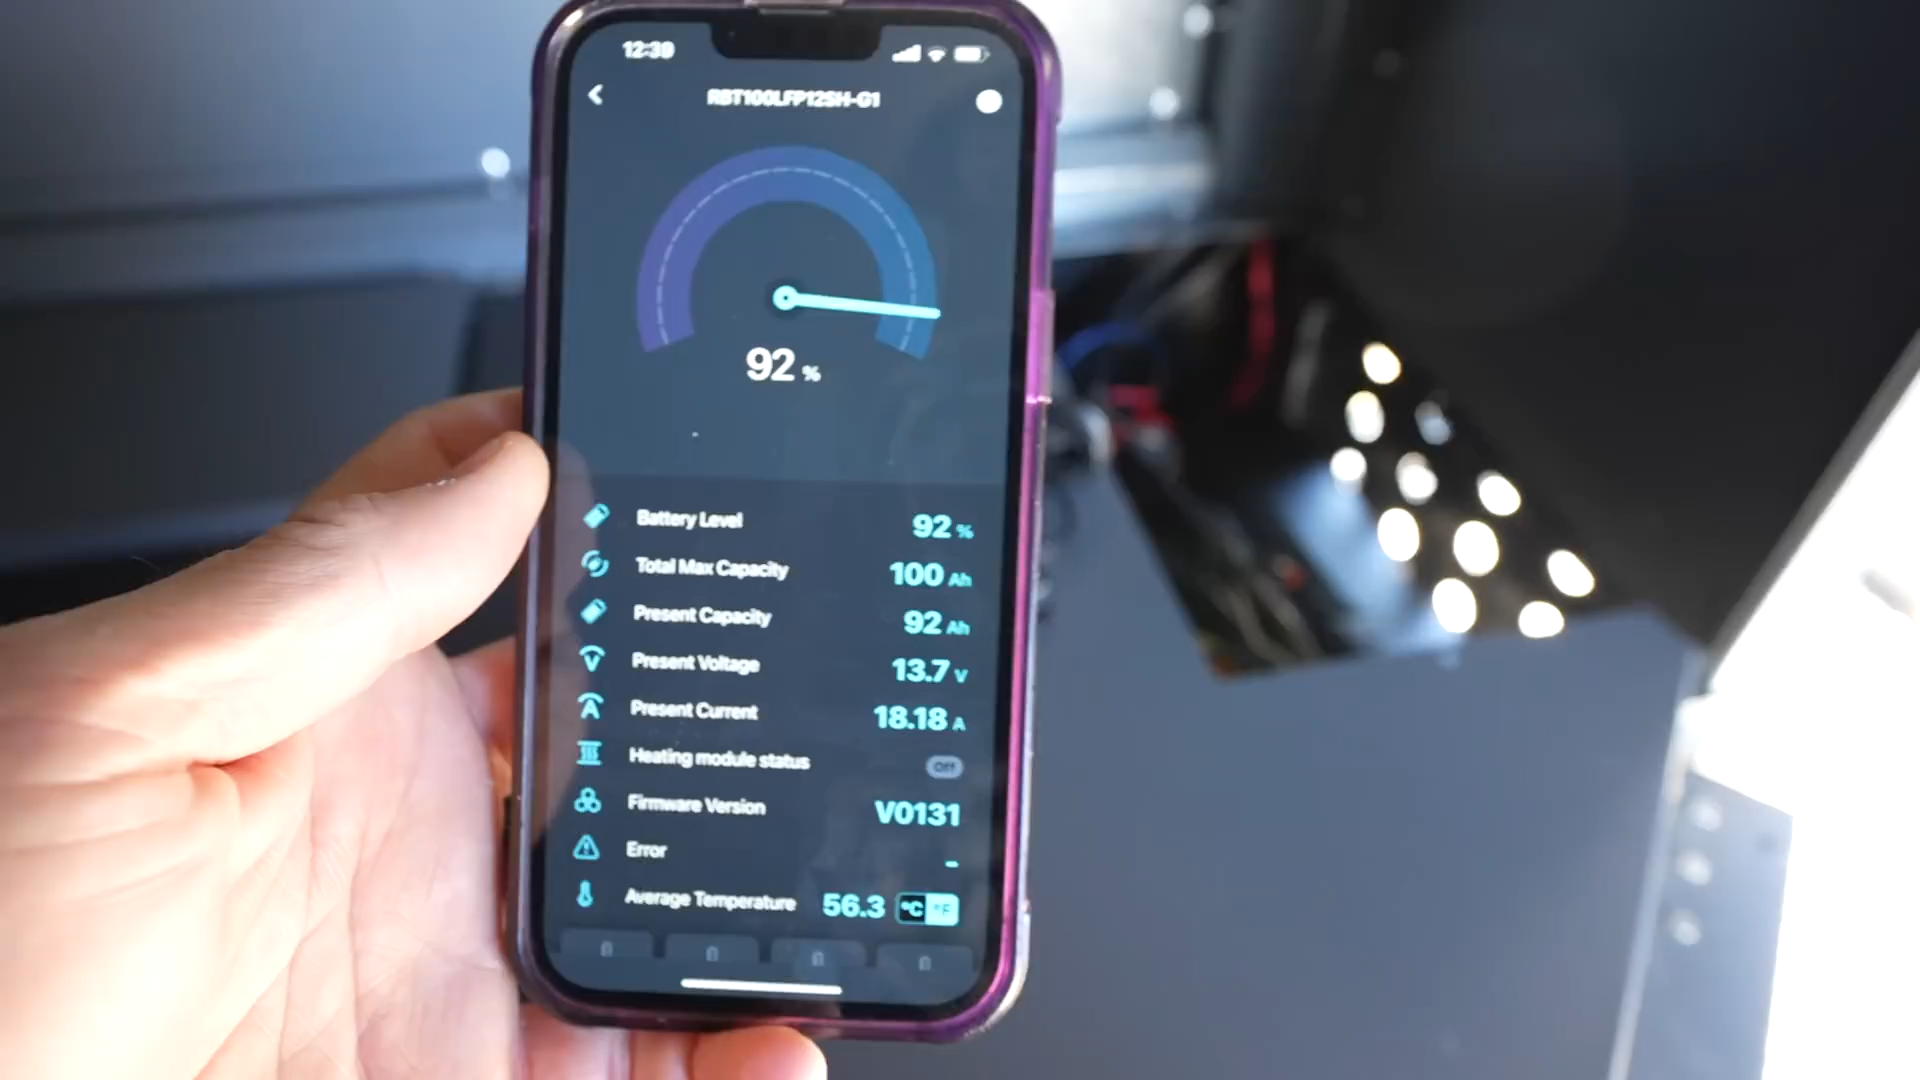 12:39
RBT100LFP12SH-G1
92 %
Battery Level 92 %
Total Max Capacity 100 Ah
Present Capacity 92 Ah
Present Voltage 13.7 V
Present Current 18.18 A
Heating module status Off
Firmware Version V0131
Error -
Average Temperature 56.3 °C °F